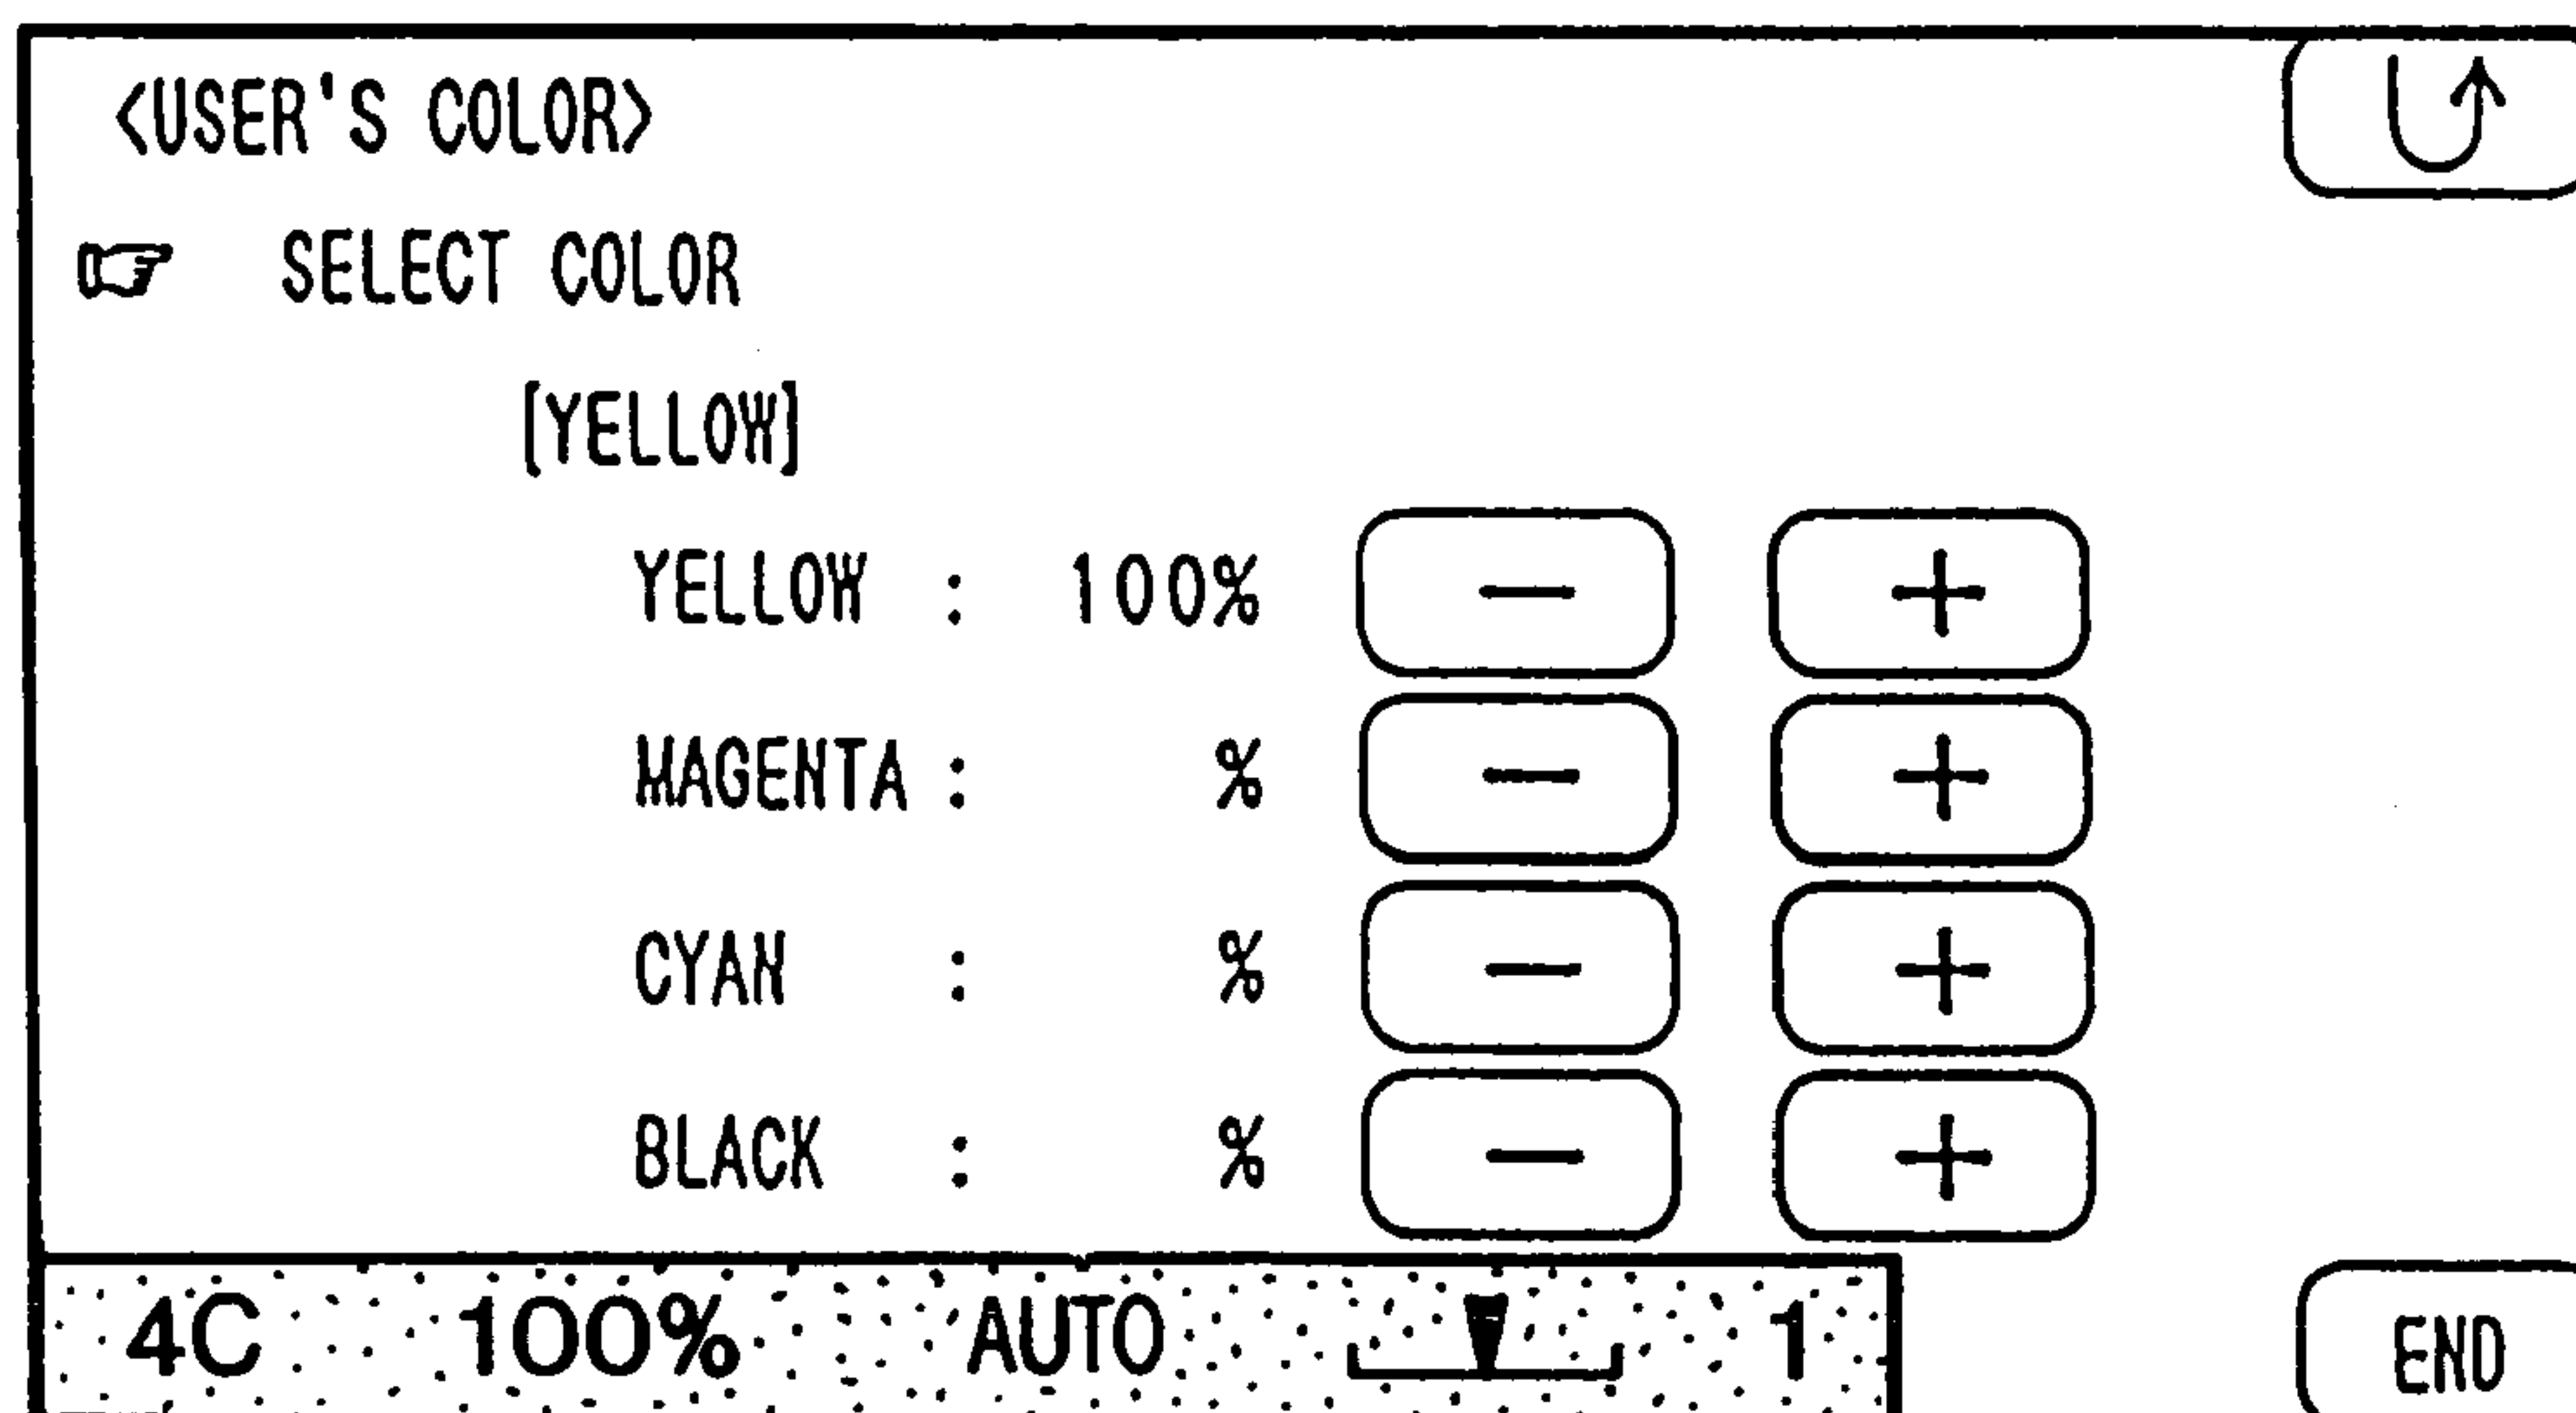 <USER'S COLOR>
SELECT COLOR
[YELLOW]
YELLOW : 100% − +
MAGENTA : % − +
CYAN : % − +
BLACK : % − +
4C 100% AUTO 1
END